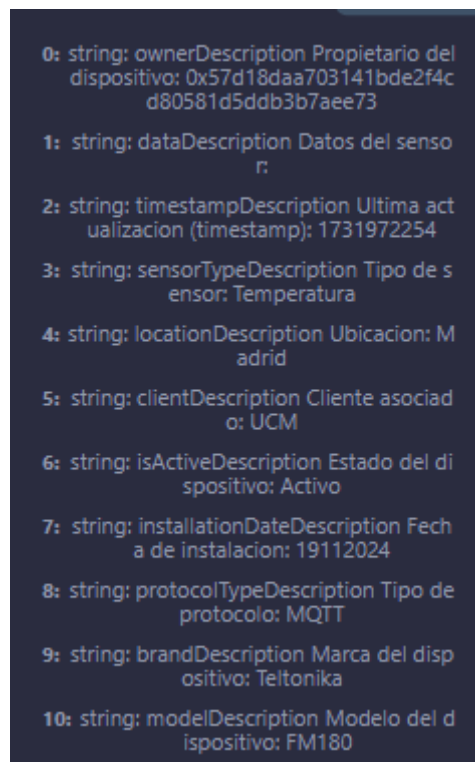 0: string: ownerDescription Propietario del
dispositivo: 0x57d18daa703141bde2f4c
d80581d5ddb3b7aee73
1: string: dataDescription Datos del senso
r:
2: string: timestampDescription Ultima act
ualizacion (timestamp): 1731972254
3: string: sensorTypeDescription Tipo de s
ensor: Temperatura
4: string: locationDescription Ubicacion: M
adrid
5: string: clientDescription Cliente asociad
o: UCM
6: string: isActiveDescription Estado del di
spositivo: Activo
7: string: installationDateDescription Fech
a de instalacion: 19112024
8: string: protocolTypeDescription Tipo de
protocolo: MQTT
9: string: brandDescription Marca del disp
ositivo: Teltonika
10: string: modelDescription Modelo del d
ispositivo: FM180